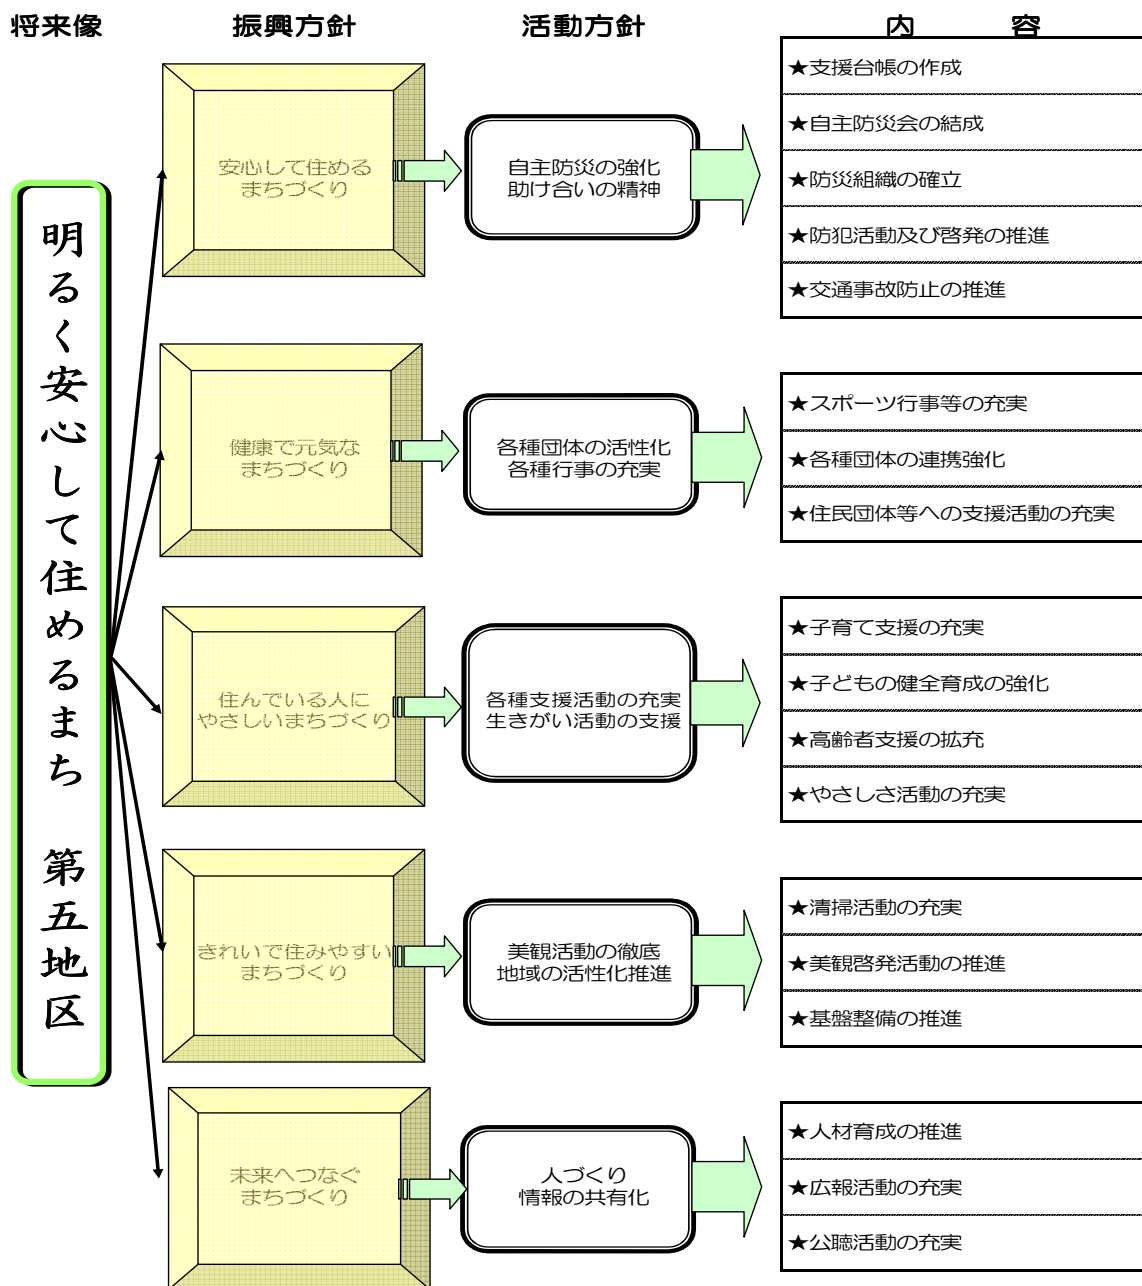 将来像
振興方針
活動方針
内　容
明るく安心して住めるまち　第五地区
安心して住める
まちづくり
自主防災の強化
助け合いの精神
★支援台帳の作成
★自主防災会の結成
★防災組織の確立
★防犯活動及び啓発の推進
★交通事故防止の推進
健康で元気な
まちづくり
各種団体の活性化
各種行事の充実
★スポーツ行事等の充実
★各種団体の連携強化
★住民団体等への支援活動の充実
住んでいる人に
やさしいまちづくり
各種支援活動の充実
生きがい活動の支援
★子育て支援の充実
★子どもの健全育成の強化
★高齢者支援の拡充
★やさしさ活動の充実
きれいで住みやすい
まちづくり
美観活動の徹底
地域の活性化推進
★清掃活動の充実
★美観啓発活動の推進
★基盤整備の推進
未来へつなぐ
まちづくり
人づくり
情報の共有化
★人材育成の推進
★広報活動の充実
★公聴活動の充実